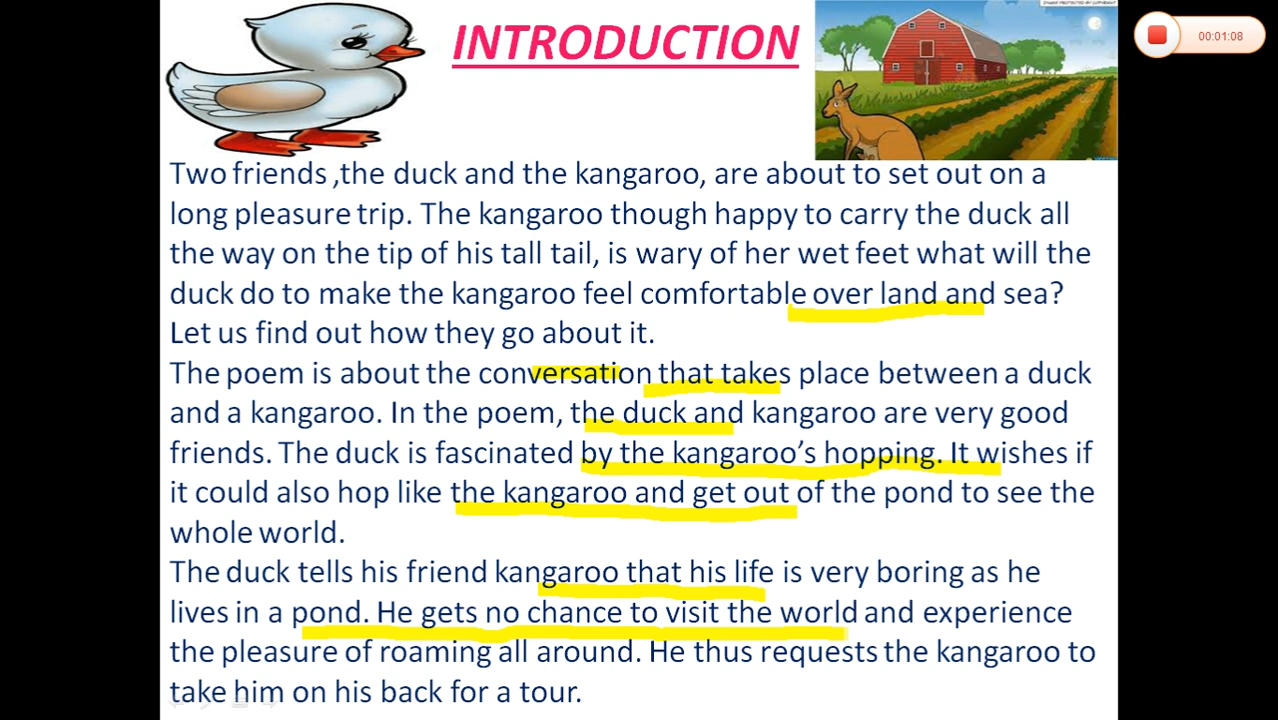 INTRODUCTION
00:01:08
Two friends ,the duck and the kangaroo, are about to set out on a
long pleasure trip. The kangaroo though happy to carry the duck all
the way on the tip of his tall tail, is wary of her wet feet what will the
duck do to make the kangaroo feel comfortable over land and sea?
Let us find out how they go about it.
The poem is about the conversation that takes place between a duck
and a kangaroo. In the poem, the duck and kangaroo are very good
friends. The duck is fascinated by the kangaroo’s hopping. It wishes if
it could also hop like the kangaroo and get out of the pond to see the
whole world.
The duck tells his friend kangaroo that his life is very boring as he
lives in a pond. He gets no chance to visit the world and experience
the pleasure of roaming all around. He thus requests the kangaroo to
take him on his back for a tour.